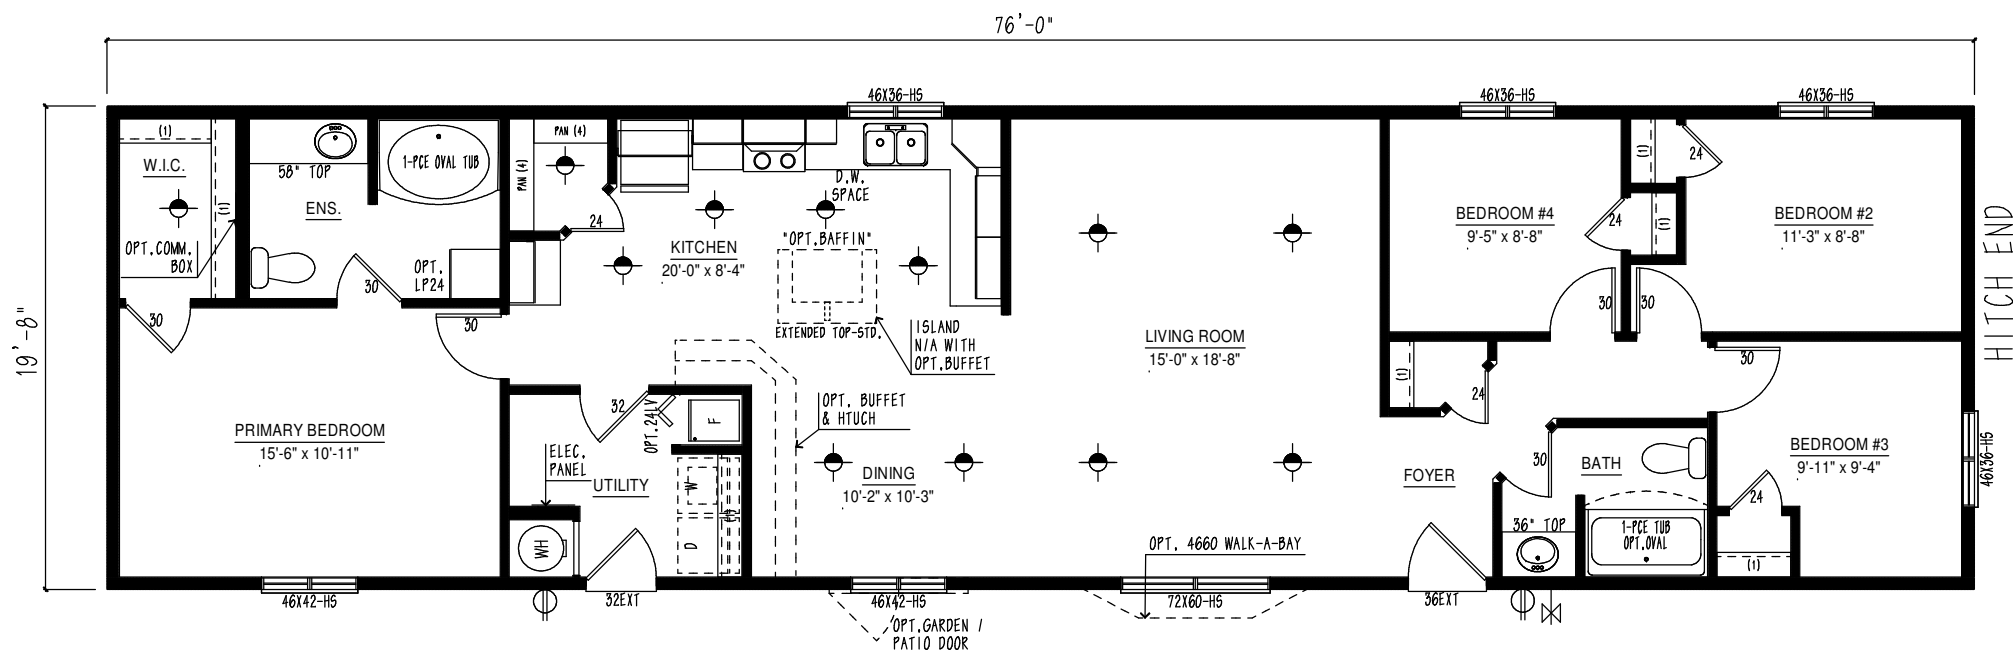 76'-0"
46X36-HS
46X36-HS
46X36-HS
(1)
W.I.C.
(1)
OPT.COMM.
BOX
58" TOP
ENS.
1-PCE OVAL TUB
OPT.
LP24
30
30
30
PAN (4)
PAN (4)
24
KITCHEN
20'-0" x 8'-4"
D.W.
SPACE
"OPT.BAFFIN"
EXTENDED TOP-STD.
ISLAND
N/A WITH
OPT.BUFFET
LIVING ROOM
15'-0" x 18'-8"
BEDROOM #4
9'-5" x 8'-8"
(1)
24
24
(1)
BEDROOM #2
11'-3" x 8'-8"
HITCH END
30
30
19'-8"
PRIMARY BEDROOM
15'-6" x 10'-11"
32
OPT.24LV
F
OPT. BUFFET
& HTUCH
ELEC.
PANEL
UTILITY
W
D
WH
DINING
10'-2" x 10'-3"
(1)
24
30
FOYER
30
BATH
36" TOP
1-PCE TUB
OPT.OVAL
BEDROOM #3
9'-11" x 9'-4"
24
(1)
46X36-HS
OPT. 4660 WALK-A-BAY
46X42-HS
32EXT
46X42-HS
72X60-HS
36EXT
OPT.GARDEN /
PATIO DOOR